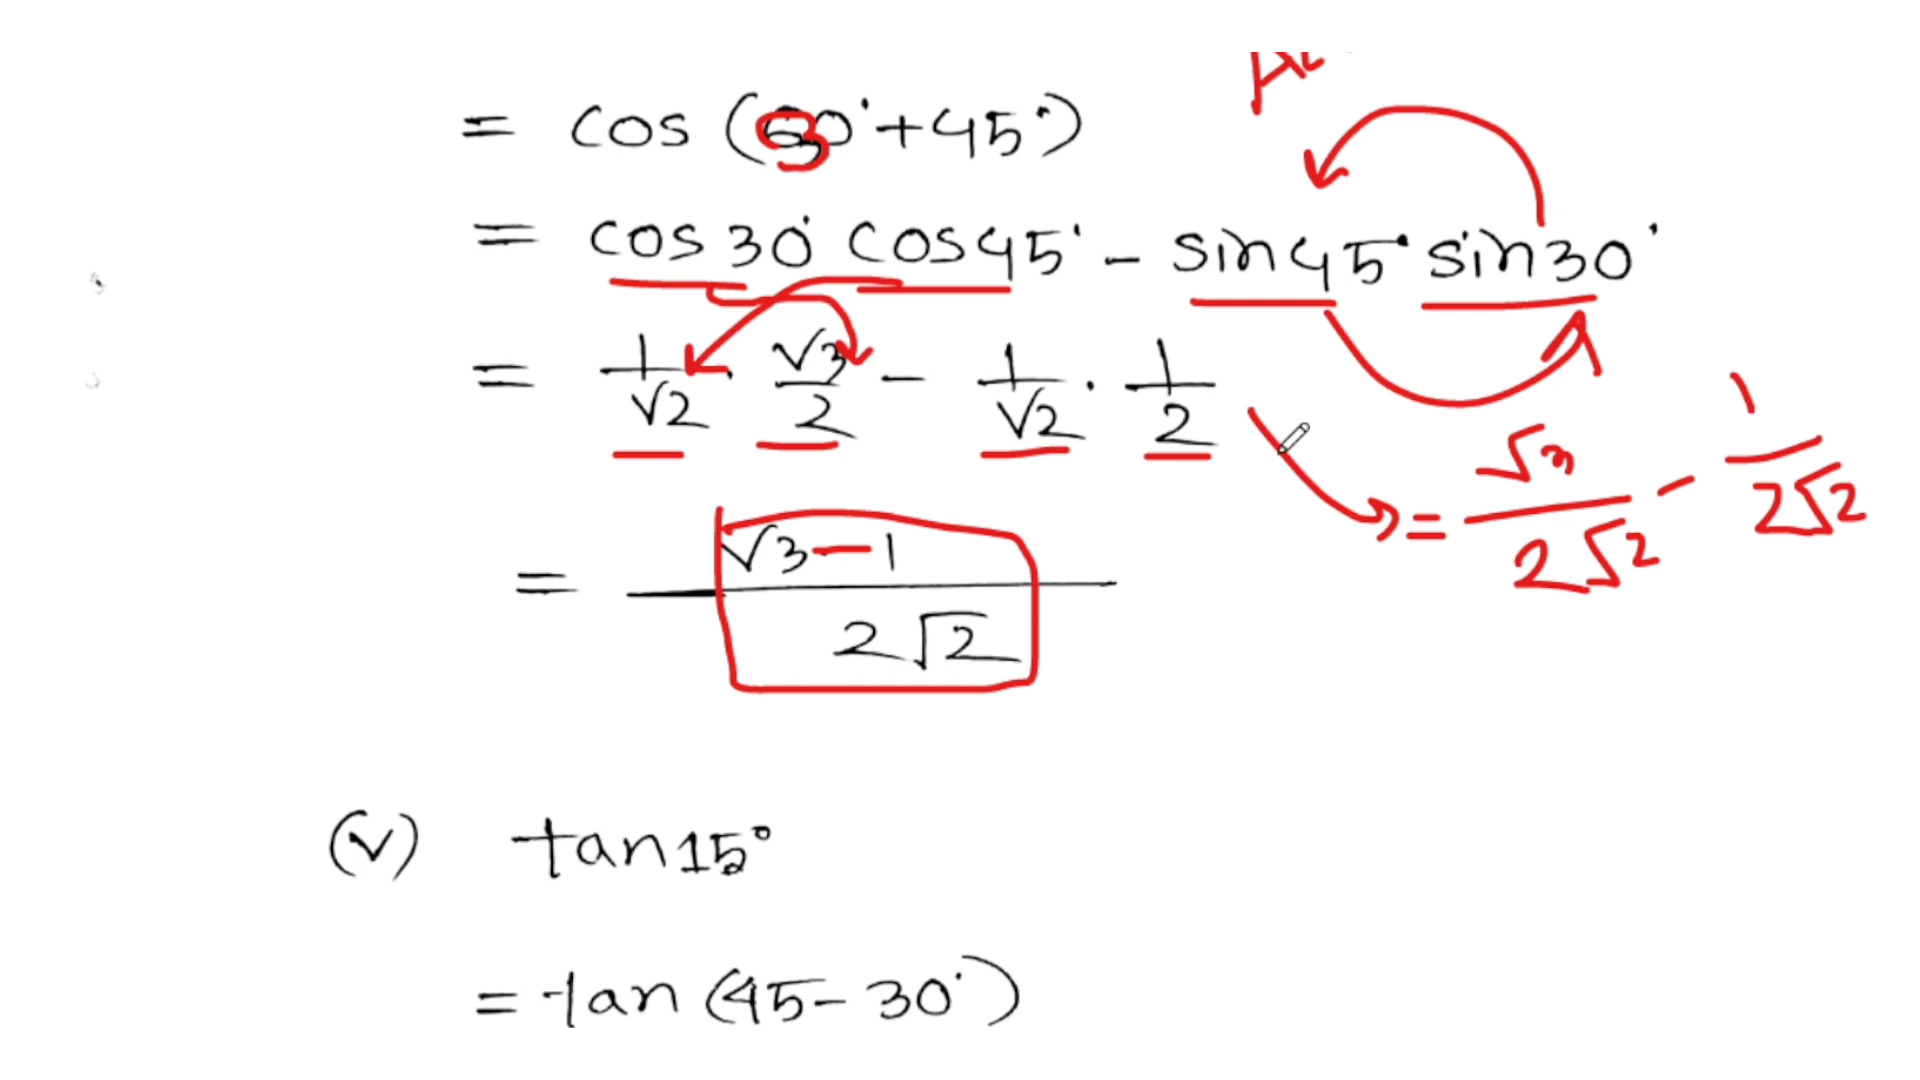 = cos (30° + 45°)
= cos 30° cos 45° - sin 45° sin 30°
= 1/√2 · √3/2 - 1/√2 · 1/2
= √3/2√2 - 1/2√2
= √3 - 1 / 2√2
(v) tan 15°
= tan (45 - 30°)